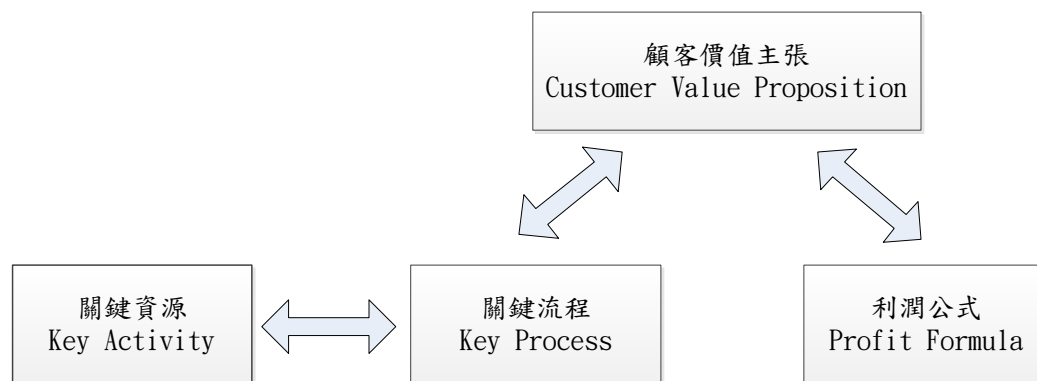 顧客價值主張
Customer Value Proposition
關鍵資源
Key Activity
關鍵流程
Key Process
利潤公式
Profit Formula